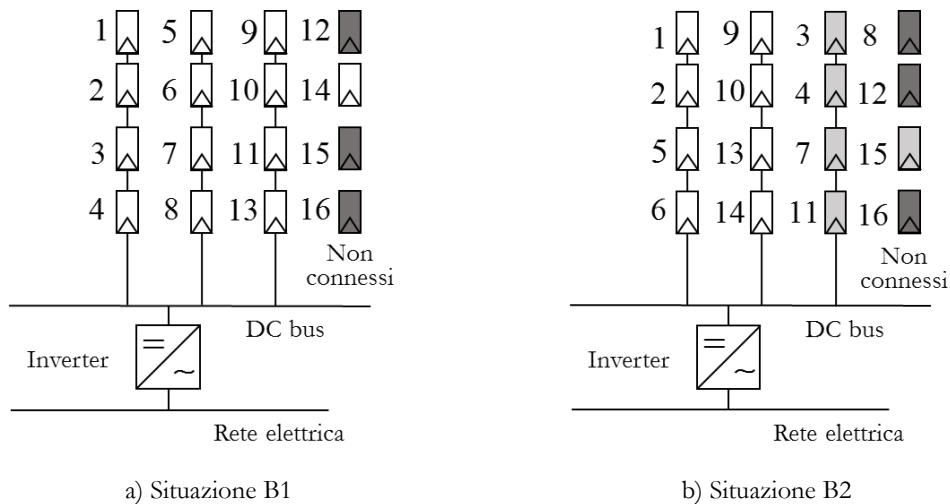 1 5 9 12
2 6 10 14
3 7 11 15
4 8 13 16
Non
connessi
DC bus
Inverter
=
~
Rete elettrica
a) Situazione B1
1 9 3 8
2 10 4 12
5 13 7 15
6 14 11 16
Non
connessi
DC bus
Inverter
=
~
Rete elettrica
b) Situazione B2